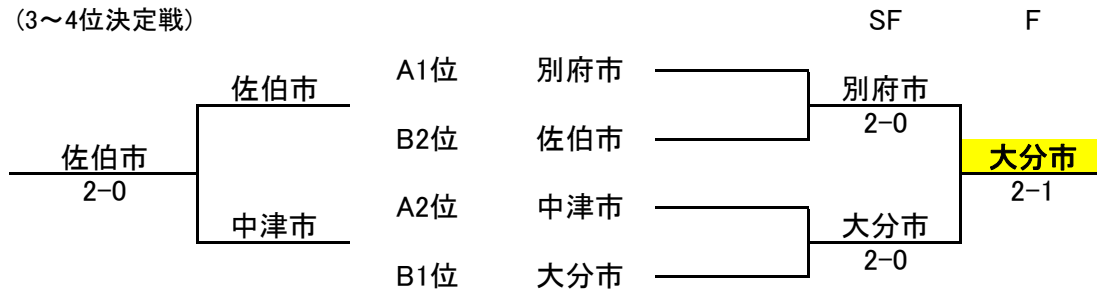 (3～4位決定戦) SF F
A1位 別府市
佐伯市 別府市
2-0
B2位 佐伯市
佐伯市 大分市
2-0 2-1
A2位 中津市
中津市 大分市
2-0
B1位 大分市